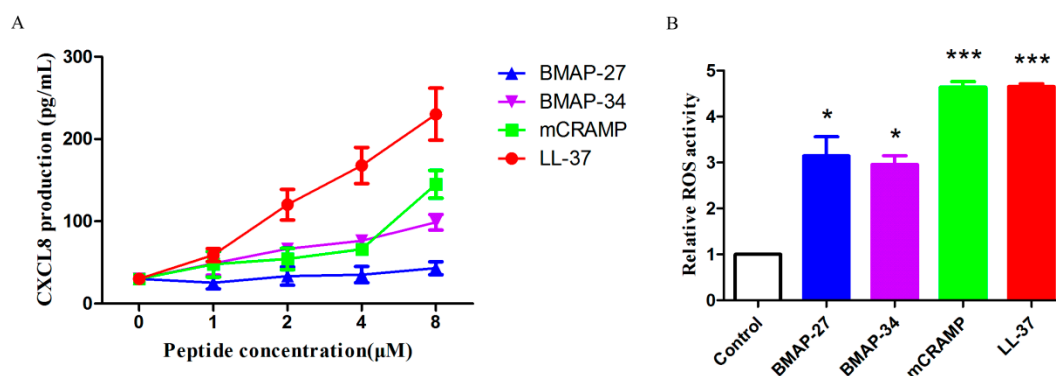 A
CXCL8 production (pg/mL)
300
200
100
0
0 1 2 4 8
Peptide concentration(μM)
BMAP-27
BMAP-34
mCRAMP
LL-37
B
Relative ROS activity
5
4
3
2
1
0
* * *** ***
Control
BMAP-27
BMAP-34
mCRAMP
LL-37